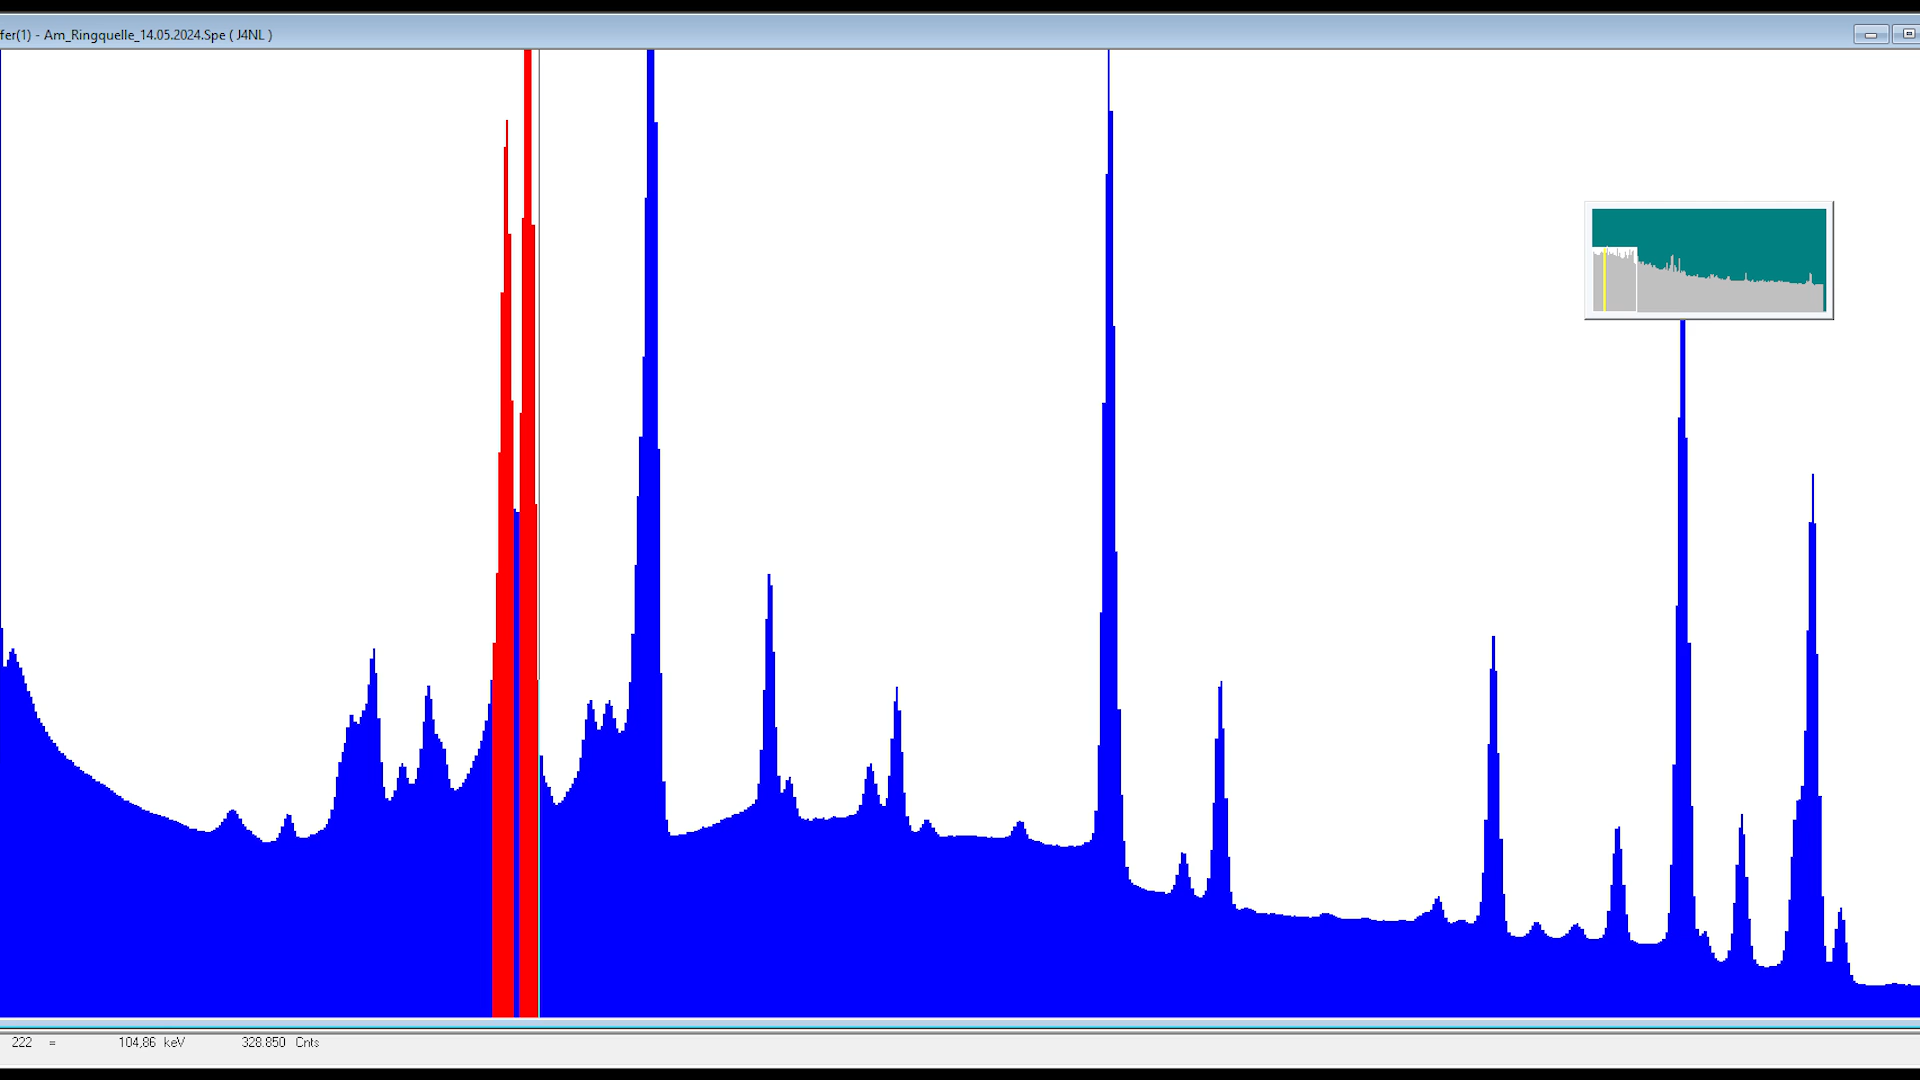 fer(1) - Am_Ringquelle_14.05.2024.Spe ( J4NL )
222 = 104,86 keV 328.850 Cnts